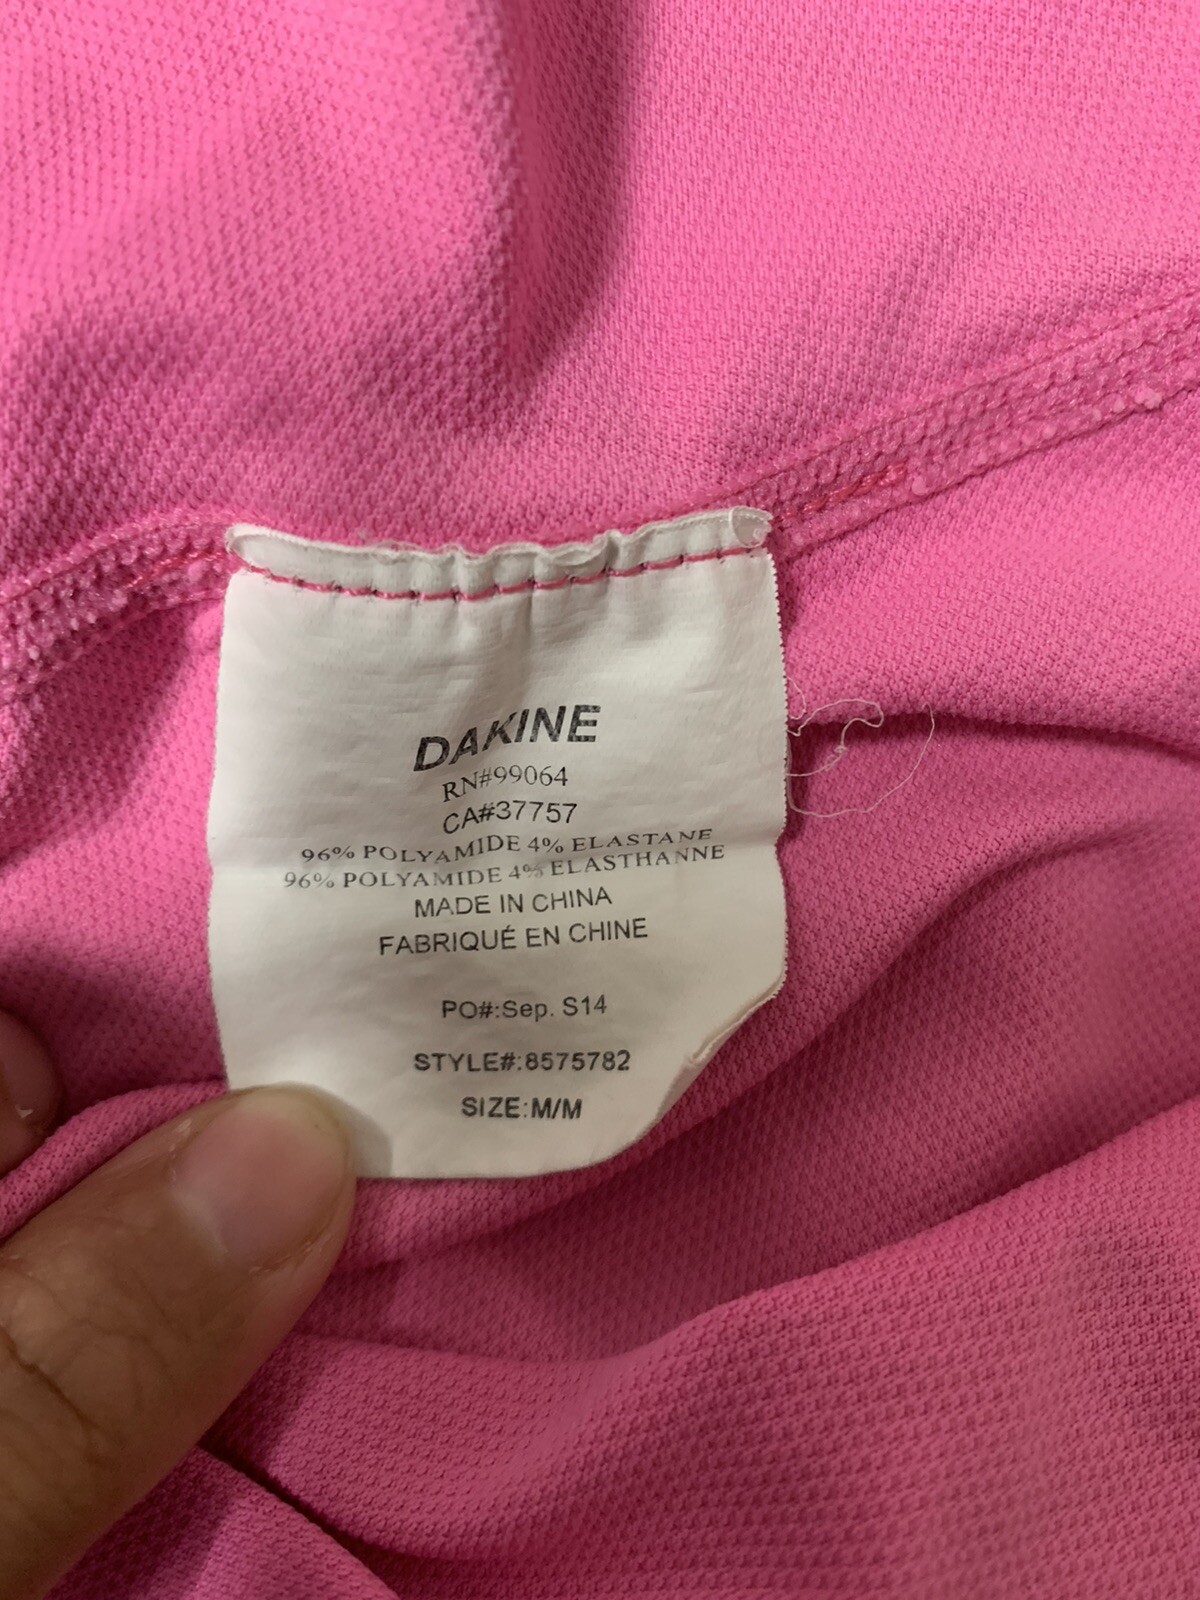 DAKINE
RN#99064
CA#37757
96% POLYAMIDE 4% ELASTANE
96% POLYAMIDE 4% ELASTHANNE
MADE IN CHINA
FABRIQUÉ EN CHINE
PO#:Sep. S14
STYLE#:8575782
SIZE:M/M